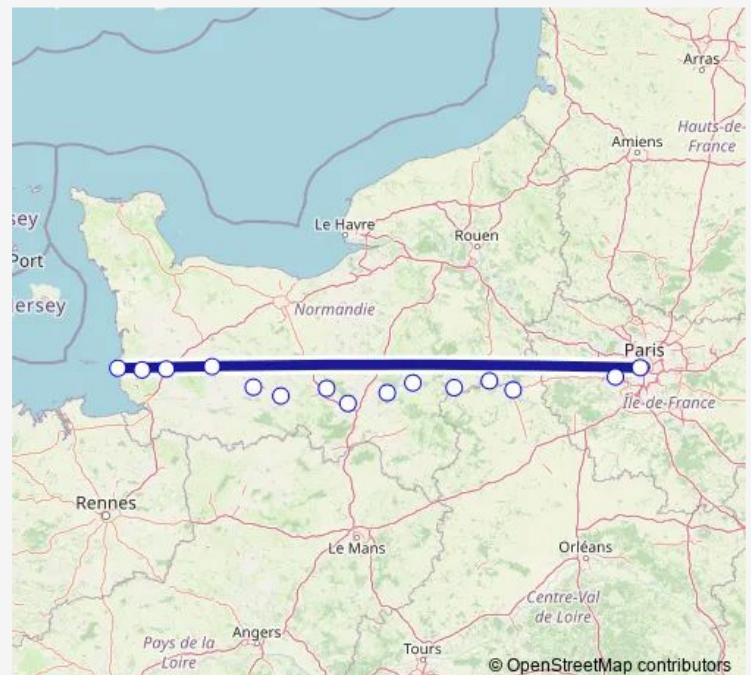 Arras
Hauts-de-
France
Amiens
sey
Le Havre
Rouen
Port
ersey
Normandie
Paris
Île-de-France
Rennes
Le Mans
Orléans
Centre-Val
de Loire
Angers
Pays de la
Loire
Tours
© OpenStreetMap contributors